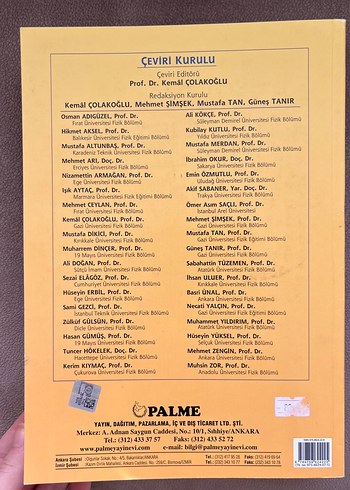 ÇEVİRİ KURULU
Çeviri Editörü
Prof. Dr. Kemâl ÇOLAKOĞLU
Redaksiyon Kurulu
Kemâl ÇOLAKOĞLU, Mehmet ŞİMŞEK, Mustafa TAN, Güneş TANIR
Osman ADIGÜZEL, Prof. Dr.
Fırat Üniversitesi Fizik Bölümü
Hikmet AKSEL, Prof. Dr.
Balıkesir Üniversitesi Fizik Eğitimi Bölümü
Mustafa ALTUNBAŞ, Prof. Dr.
Karadeniz Teknik Üniversitesi Fizik Bölümü
Mehmet ARI, Doç. Dr.
Erciyes Üniversitesi Fizik Bölümü
Nizamettin ARMAĞAN, Prof. Dr.
Ege Üniversitesi Fizik Bölümü
Işık AYTAÇ, Prof. Dr.
Marmara Üniversitesi Fizik Eğitimi Bölümü
Mehmet CEYLAN, Prof. Dr.
Fırat Üniversitesi Fizik Bölümü
Kemâl ÇOLAKOĞLU, Prof. Dr.
Gazi Üniversitesi Fizik Bölümü
Mustafa DİKİCİ, Prof. Dr.
Kırıkkale Üniversitesi Fizik Bölümü
Muharrem DİNÇER, Prof. Dr.
19 Mayıs Üniversitesi Fizik Bölümü
Ali DOĞAN, Prof. Dr.
Sütçü İmam Üniversitesi Fizik Bölümü
Sezai ELAĞÖZ, Prof. Dr.
Cumhuriyet Üniversitesi Fizik Bölümü
Hüseyin ERBİL, Prof. Dr.
Ege Üniversitesi Fizik Bölümü
Sami GEZCİ, Prof. Dr.
İstanbul Teknik Üniversitesi Fizik Bölümü
Zülküf GÜLSÜN, Prof. Dr.
Dicle Üniversitesi Fizik Bölümü
Hasan GÜMÜŞ, Prof. Dr.
19 Mayıs Üniversitesi Fizik Bölümü
Tuncer HÖKELEK, Doç. Dr.
Hacettepe Üniversitesi Fizik Bölümü
Kerim KIYMAÇ, Prof. Dr.
Çukurova Üniversitesi Fizik Bölümü
Ali KÖKÇE, Prof. Dr.
Süleyman Demirel Üniversitesi Fizik Bölümü
Kubilay KUTLU, Prof. Dr.
Yıldız Üniversitesi Fizik Bölümü
Mustafa MERDAN, Prof. Dr.
Süleyman Demirel Üniversitesi Fizik Bölümü
İbrahim OKUR, Doç. Dr.
Sakarya Üniversitesi Fizik Bölümü
Emin ÖZMUTLU, Prof. Dr.
Uludağ Üniversitesi Fizik Bölümü
Akif SABANER, Yar. Doç. Dr.
Trakya Üniversitesi Fizik Bölümü
Ömer Asım SAÇLI, Prof. Dr.
İstanbul Arel Üniversitesi
Mehmet ŞİMŞEK, Prof. Dr.
Gazi Üniversitesi Fizik Bölümü
Mustafa TAN, Prof. Dr.
Gazi Üniversitesi Fizik Eğitimi Bölümü
Güneş TANIR, Prof. Dr.
Gazi Üniversitesi Fizik Bölümü
Sabahattin TÜZEMEN, Prof. Dr.
Atatürk Üniversitesi Fizik Bölümü
İhsan ULUER, Prof. Dr.
Kırıkkale Üniversitesi Fizik Bölümü
Basri ÜNAL, Prof. Dr.
Ankara Üniversitesi Fizik Bölümü
Necati YALÇIN, Prof. Dr.
Gazi Üniversitesi Fizik Eğitimi Bölümü
Muhammet YILDIRIM, Prof. Dr.
Atatürk Üniversitesi Fizik Bölümü
Hüseyin YÜKSEL, Prof. Dr.
Selçuk Üniversitesi Fizik Bölümü
Mehmet ZENGİN, Prof. Dr.
Ankara Üniversitesi Fizik Bölümü
Muhsin ZOR, Prof. Dr.
Anadolu Üniversitesi Fizik Bölümü
PALME
YAYIN, DAĞITIM, PAZARLAMA, İÇ VE DIŞ TİCARET LTD. ŞTİ.
Merkez: A. Adnan Saygun Caddesi, No: 10/1, Sıhhiye/ANKARA
Tel.: (312) 433 37 57 Faks: (312) 433 52 72
www.palmeyayinevi.com e-mail: bilgi@palmeyayinevi.com
Ankara Şubesi
İzmir Şubesi